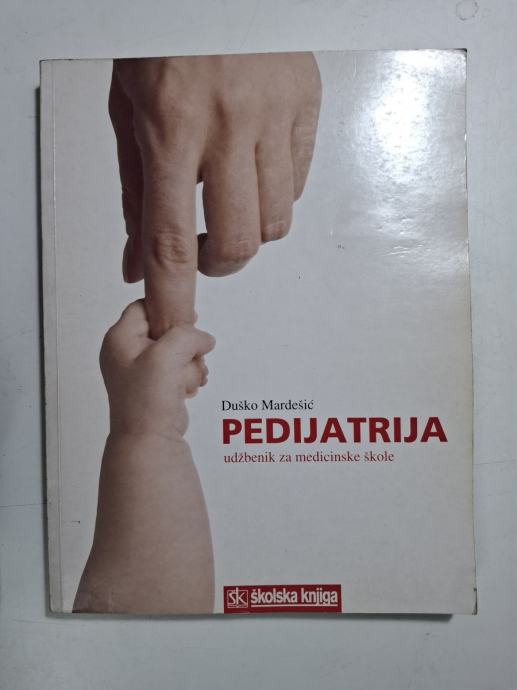 Duško Mardešić
PEDIJATRIJA
udžbenik za medicinske škole
šk školska knjiga